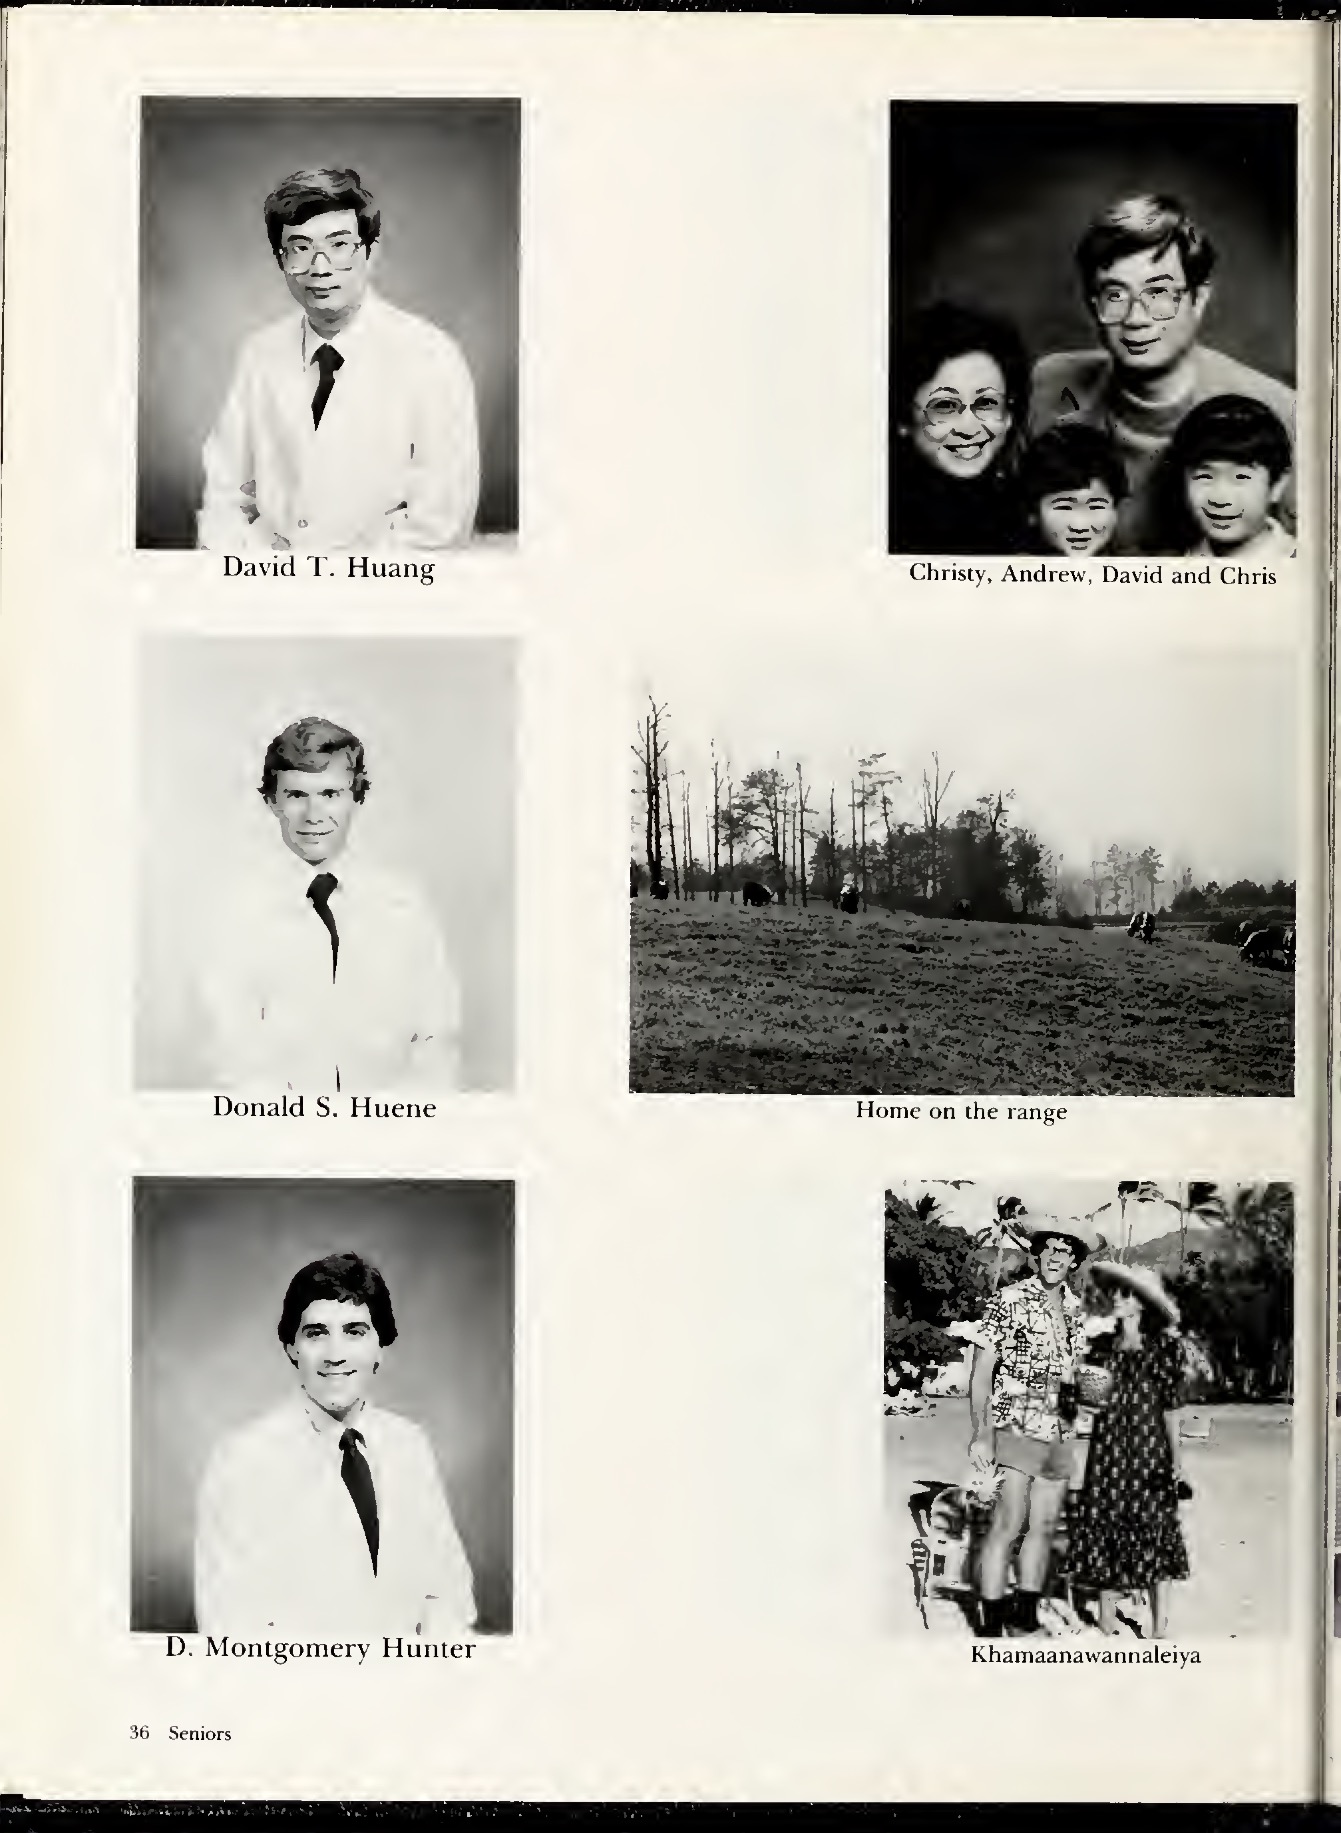 David T. Huang
Christy, Andrew, David and Chris
Donald S. Huene
Home on the range
D. Montgomery Hunter
Khamaanawannaleiya
36 Seniors